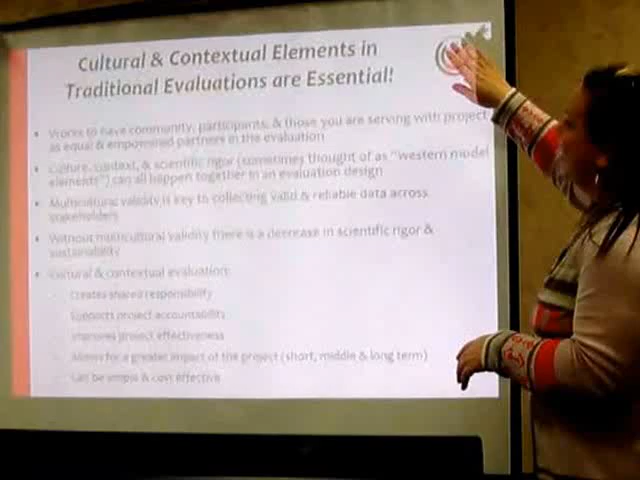 Cultural & Contextual Elements in
Traditional Evaluations are Essential!
Works to have community, participants, & those you are serving with project
as equal & empowered partners in the evaluation
Culture, context, & scientific rigor (sometimes thought of as "western model
elements") can all happen together in an evaluation design
Multicultural validity is key to collecting valid & reliable data across
stakeholders
Without multicultural validity there is a decrease in scientific rigor &
sustainability
Cultural & contextual evaluation:
Creates shared responsibility
Supports project accountability
Improves project effectiveness
Allows for a greater impact of the project (short, middle & long term)
Can be simple & cost effective